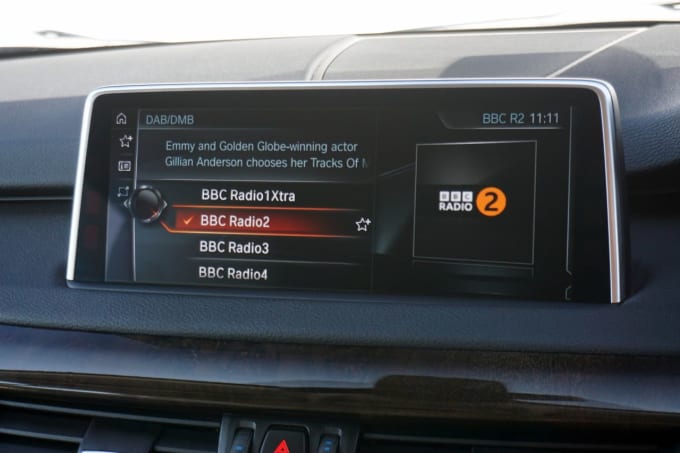 DAB/DMB
BBC R2 11:11
Emmy and Golden Globe-winning actor
Gillian Anderson chooses her Tracks Of
BBC Radio1Xtra
BBC Radio2
BBC Radio3
BBC Radio4
BBC
RADIO 2